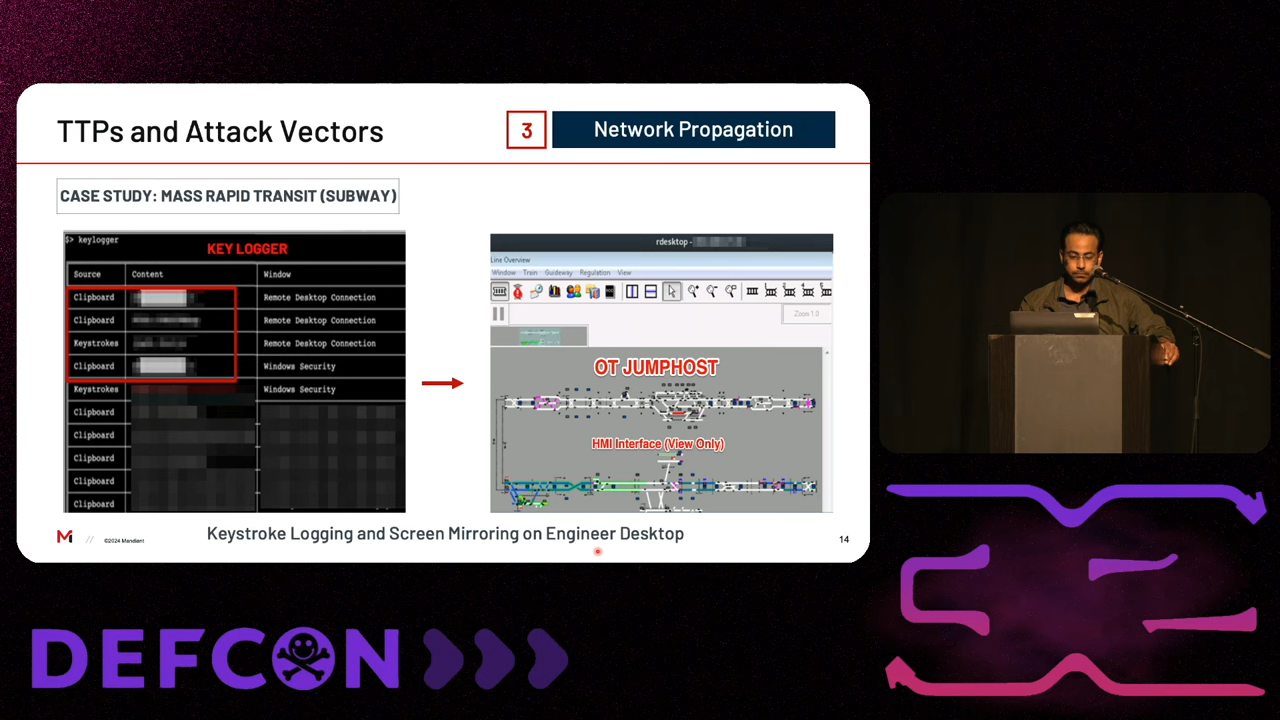 TTPs and Attack Vectors
3
Network Propagation
CASE STUDY: MASS RAPID TRANSIT (SUBWAY)
$> keylogger
KEY LOGGER
Source Content Window
Clipboard Remote Desktop Connection
Clipboard Remote Desktop Connection
Keystrokes Remote Desktop Connection
Clipboard Windows Security
Keystrokes Windows Security
Clipboard
Clipboard
Clipboard
Clipboard
Clipboard
rdesktop -
Line Overview
Window Train Guideway Regulation View
Zoom 1.0
OT JUMPHOST
HMI Interface (View Only)
Keystroke Logging and Screen Mirroring on Engineer Desktop
M // ©2024 Mandiant
14
DEFCON